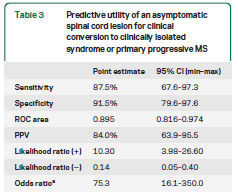 Table 3 Predictive utility of an asymptomatic
spinal cord lesion for clinical
conversion to clinically isolated
syndrome or primary progressive MS
Point estimate 95% CI (min-max)
Sensitivity 87.5% 67.6-97.3
Specificity 91.5% 79.6-97.6
ROC area 0.895 0.816-0.974
PPV 84.0% 63.9-95.5
Likelihood ratio (+) 10.30 3.98-26.60
Likelihood ratio (−) 0.14 0.05-0.40
Odds ratioᵃ 75.3 16.1-350.0